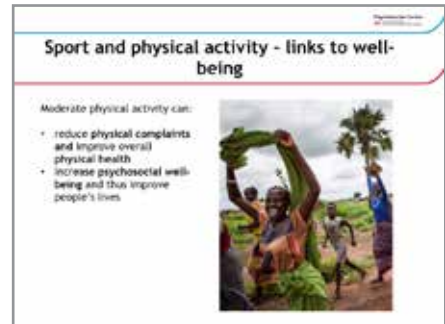 Sport and physical activity - links to well-
being
Moderate physical activity can:
• reduce physical complaints
and improve overall
physical health
• increase psychosocial well-
being and thus improve
people's lives